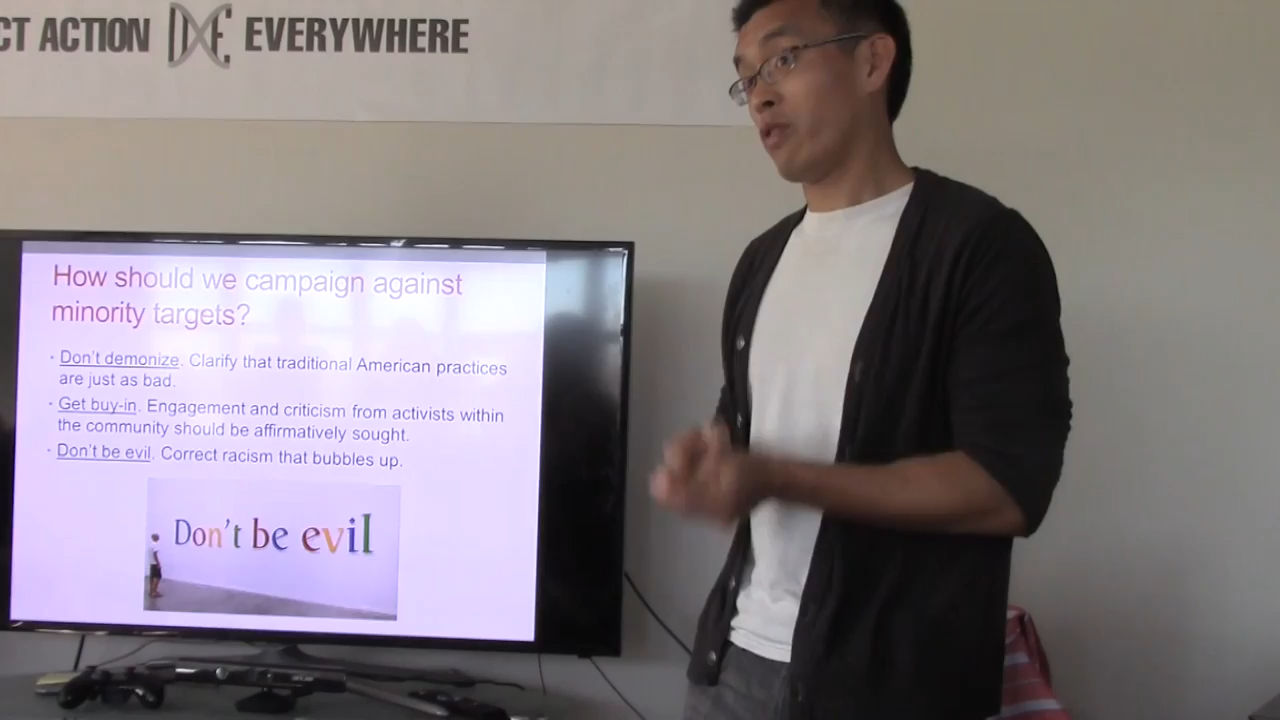 CT ACTION DXE EVERYWHERE
How should we campaign against
minority targets?
· Don't demonize. Clarify that traditional American practices
are just as bad.
· Get buy-in. Engagement and criticism from activists within
the community should be affirmatively sought.
· Don't be evil. Correct racism that bubbles up.
Don't be evil